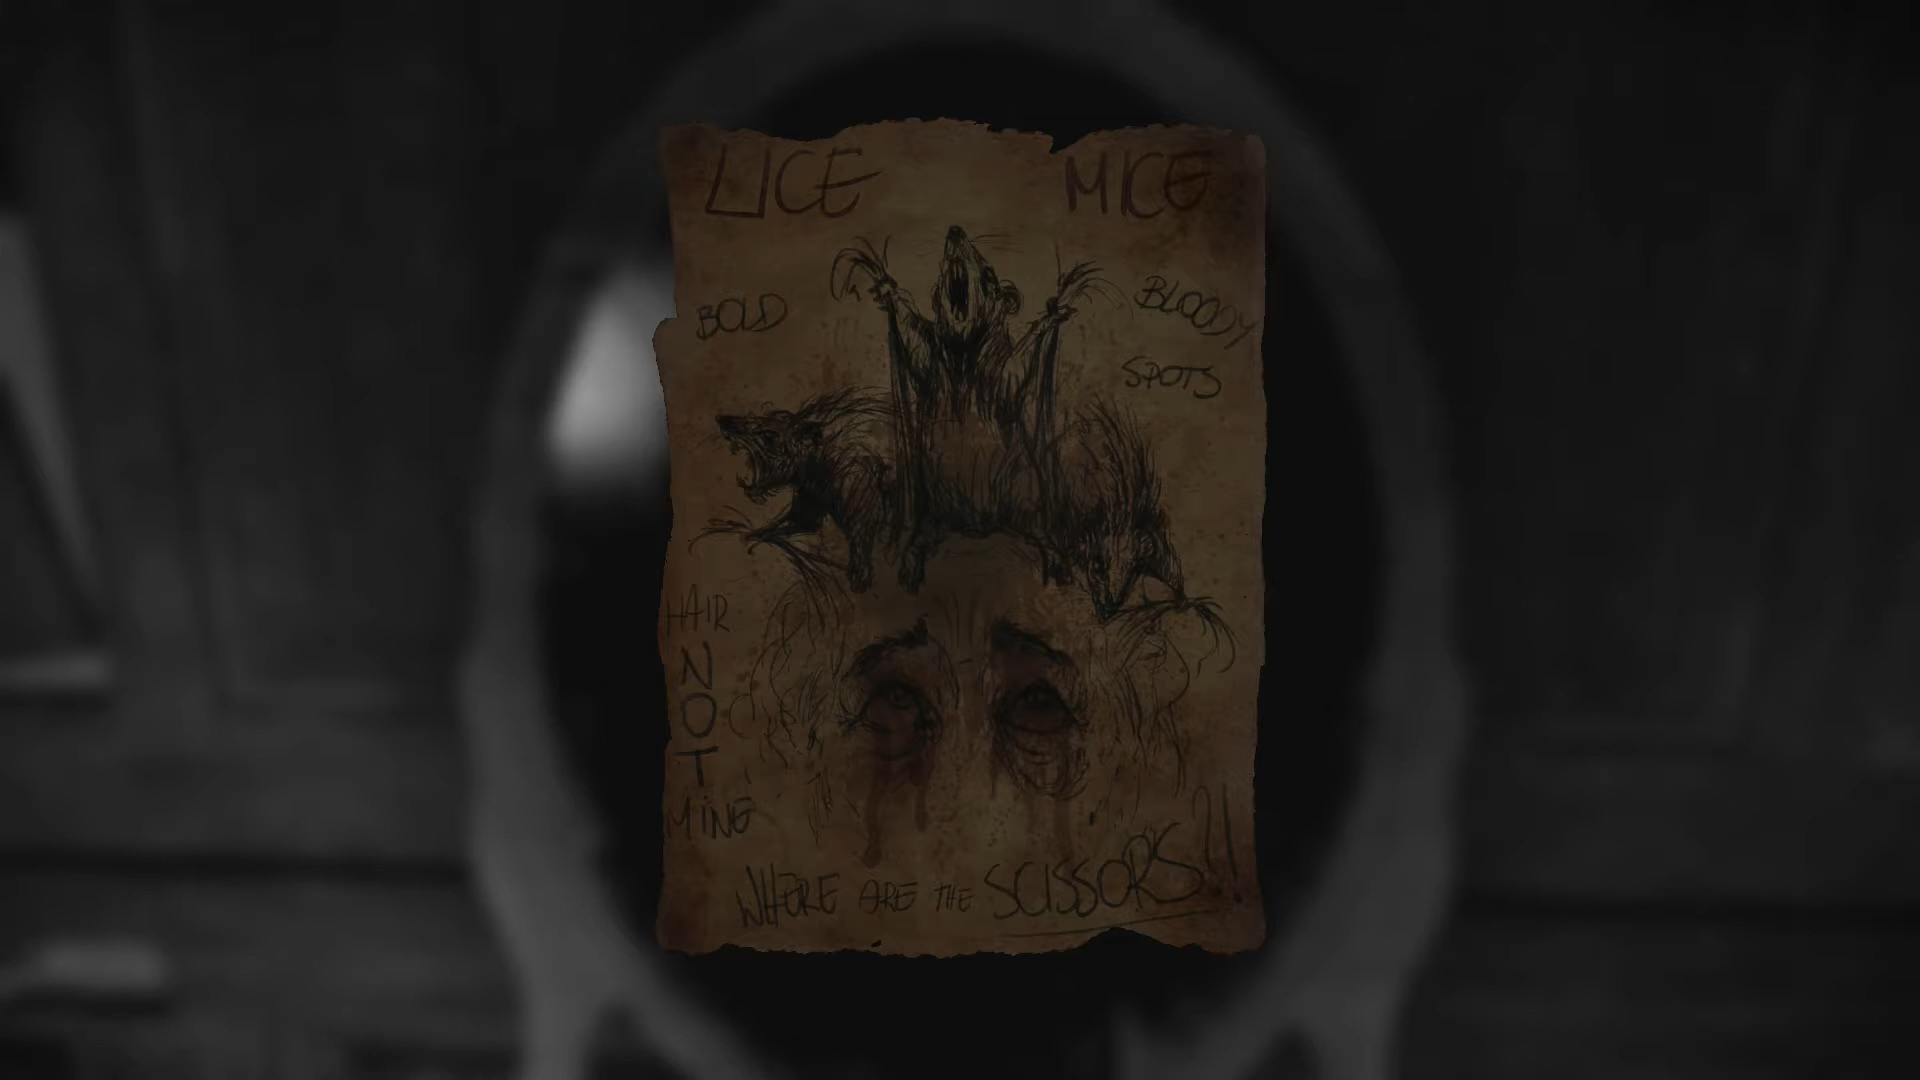 LICE MICE
BOLD
BLOODY
SPOTS
HAIR
NOT
MiNE
WHERE ARE THE SCISSORS?!!